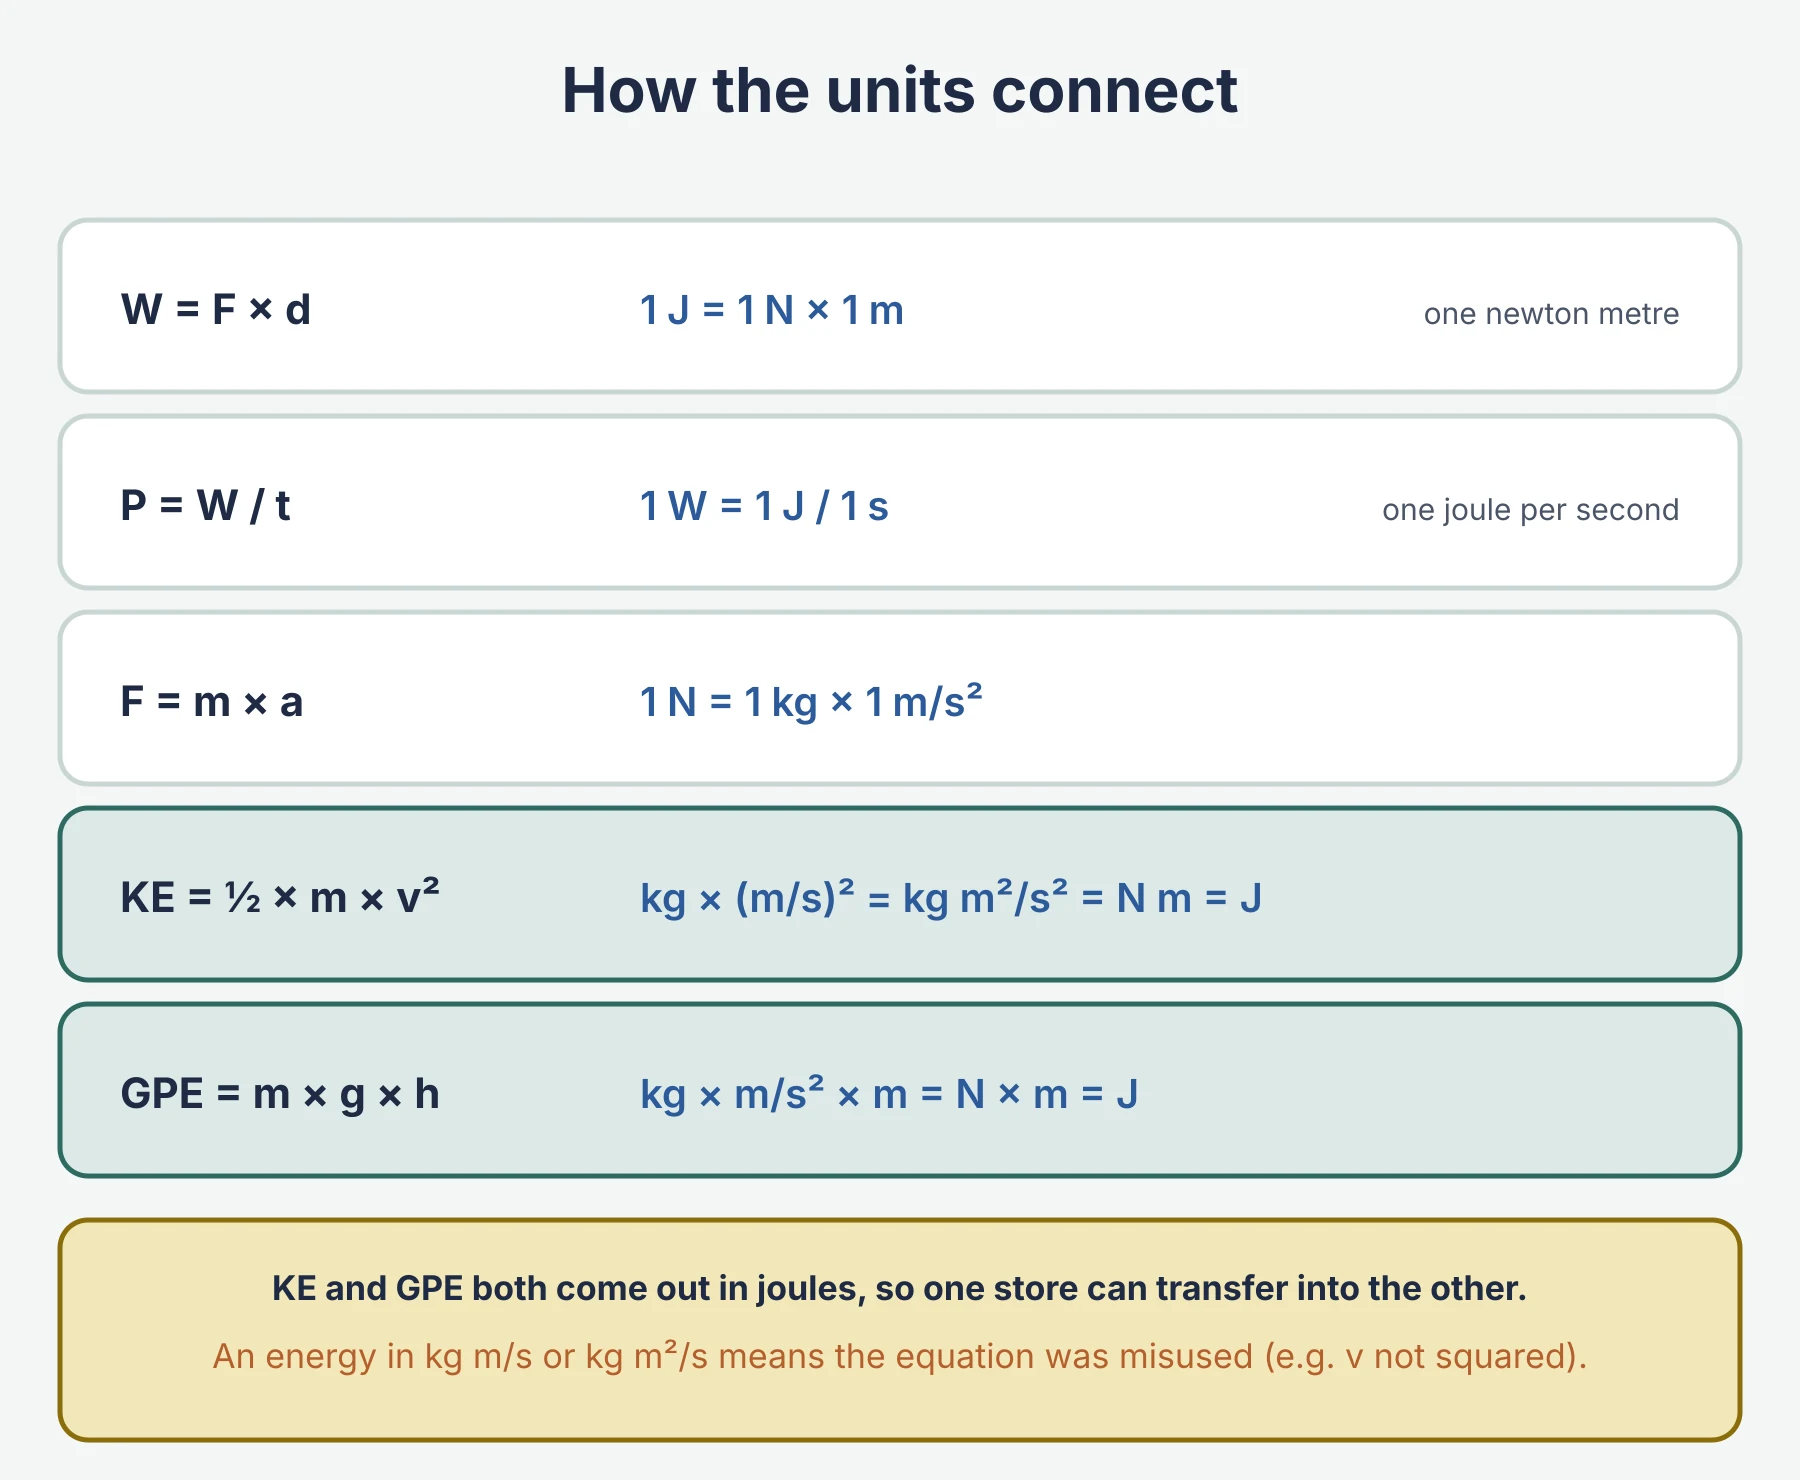 How the units connect
W = F × d 1 J = 1 N × 1 m one newton metre
P = W / t 1 W = 1 J / 1 s one joule per second
F = m × a 1 N = 1 kg × 1 m/s²
KE = ½ × m × v² kg × (m/s)² = kg m²/s² = N m = J
GPE = m × g × h kg × m/s² × m = N × m = J
KE and GPE both come out in joules, so one store can transfer into the other.
An energy in kg m/s or kg m²/s means the equation was misused (e.g. v not squared).